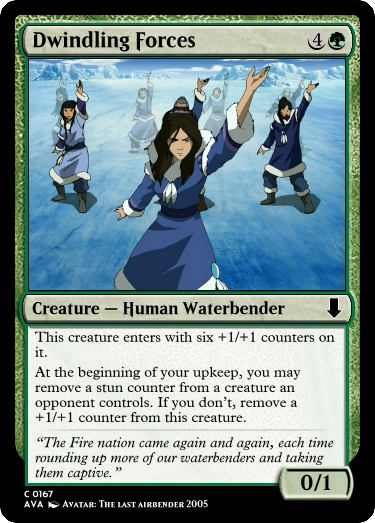 Dwindling Forces 4
Creature — Human Waterbender
This creature enters with six +1/+1 counters on
it.
At the beginning of your upkeep, you may
remove a stun counter from a creature an
opponent controls. If you don't, remove a
+1/+1 counter from this creature.
“The Fire nation came again and again, each time
rounding up more of our waterbenders and taking
them captive.”
0/1
C 0167
AVA Avatar: The last airbender 2005